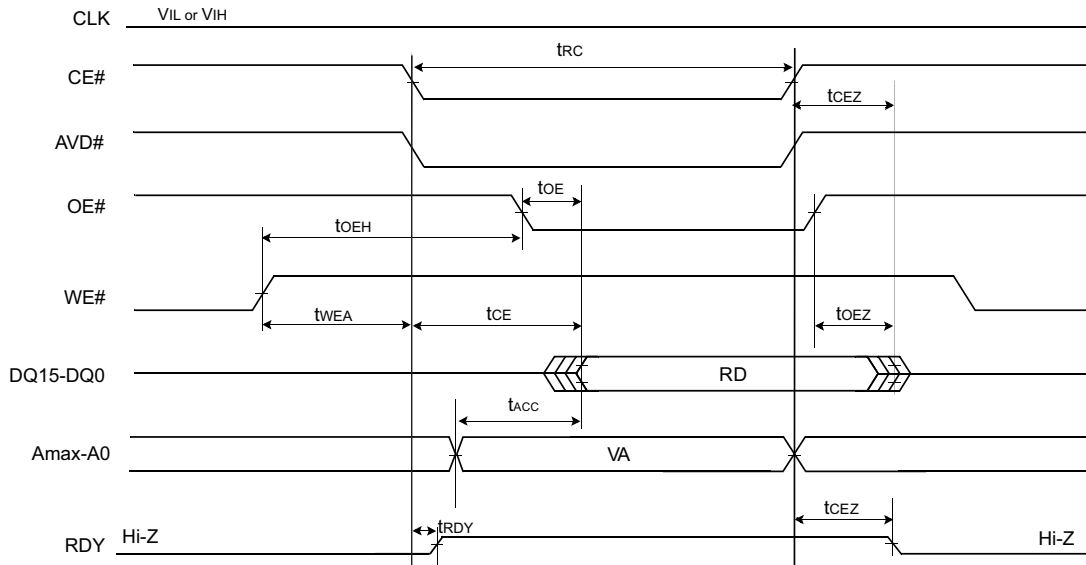 CLK VIL or VIH
tRC
CE#
tCEZ
AVD#
tOE
OE#
tOEH
WE#
tWEA tCE tOEZ
DQ15-DQ0 RD
tACC
Amax-A0 VA
tCEZ
tRDY
Hi-Z Hi-Z
RDY